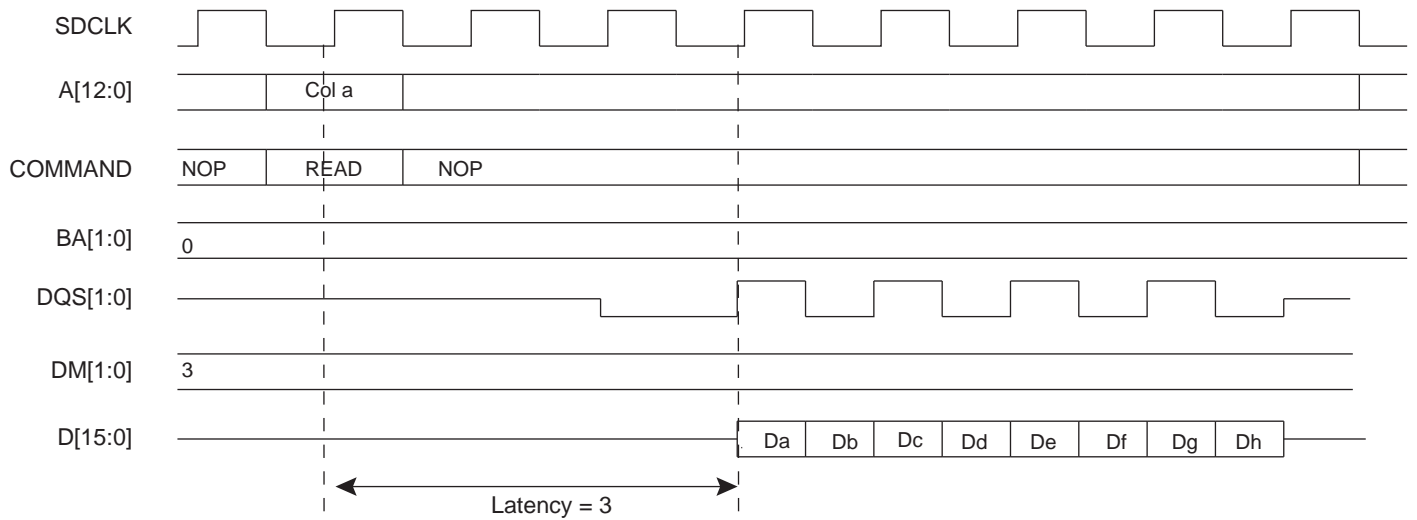 SDCLK
A[12:0] Col a
COMMAND NOP READ NOP
BA[1:0] 0
DQS[1:0]
DM[1:0] 3
D[15:0] Da Db Dc Dd De Df Dg Dh
Latency = 3